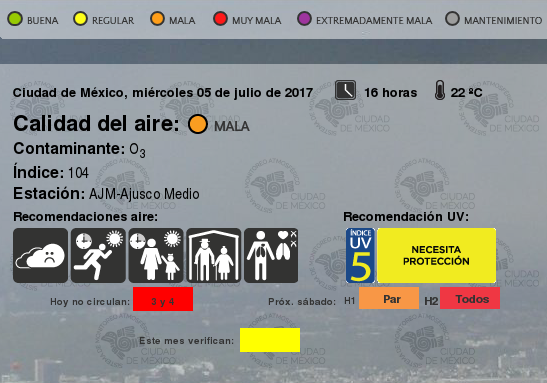 BUENA REGULAR MALA MUY MALA EXTREMADAMENTE MALA MANTENIMIENTO
Ciudad de México, miércoles 05 de julio de 2017 16 horas 22 ºC
Calidad del aire: MALA
Contaminante: O3
Índice: 104
Estación: AJM-Ajusco Medio
Recomendaciones aire: Recomendación UV:
ÍNDICE UV 5 NECESITA PROTECCIÓN
Hoy no circulan: 3 y 4 Próx. sábado: H1 Par H2 Todos
Este mes verifican:
CIUDAD DE MÉXICO